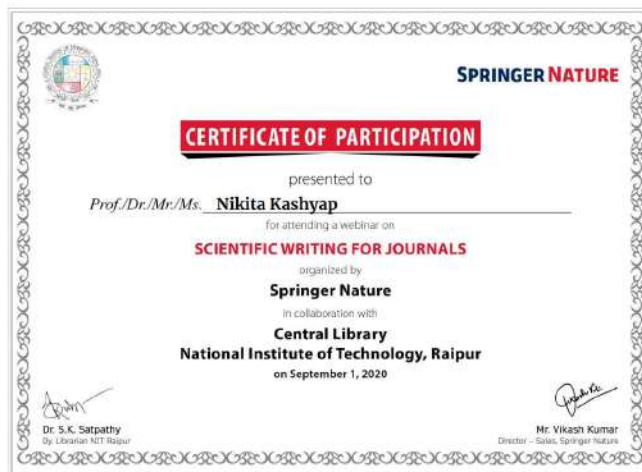 SPRINGER NATURE
CERTIFICATE OF PARTICIPATION
presented to
Prof./Dr./Mr./Ms. Nikita Kashyap
for attending a webinar on
SCIENTIFIC WRITING FOR JOURNALS
organized by
Springer Nature
in collaboration with
Central Library
National Institute of Technology, Raipur
on September 1, 2020
Dr. S.K. Satpathy
Dy. Librarian NIT Raipur
Mr. Vikash Kumar
Director – Sales, Springer Nature